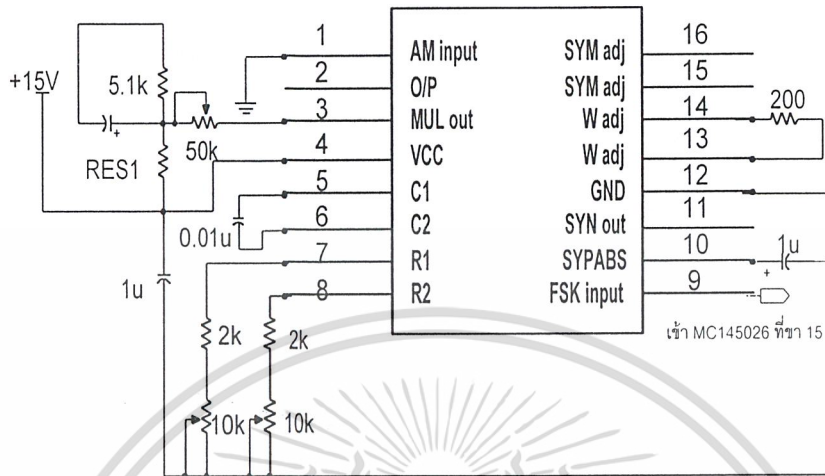 +15V
5.1k
RES1
50k
1u
0.01u
2k
10k
2k
10k
1
2
3
4
5
6
7
8
AM input
O/P
MUL out
VCC
C1
C2
R1
R2
SYM adj
SYM adj
W adj
W adj
GND
SYN out
SYPABS
FSK input
16
15
14
13
12
11
10
9
200
1u
+
+
เข้า MC145026 ที่ขา 15